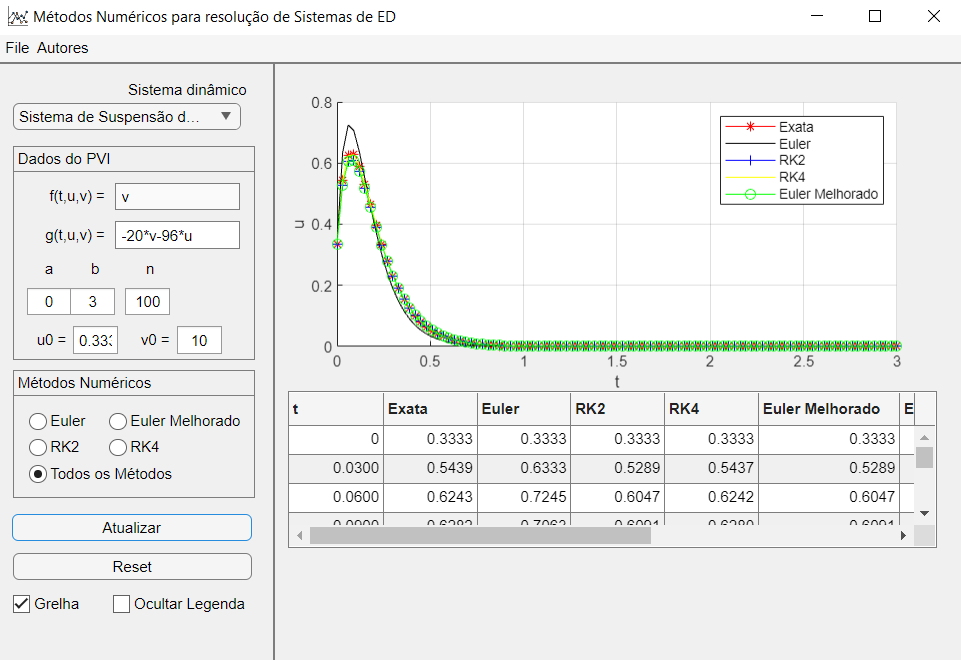 Métodos Numéricos para resolução de Sistemas de ED
File Autores
Sistema dinâmico
Sistema de Suspensão d...
Dados do PVI
f(t,u,v) = v
g(t,u,v) = -20*v-96*u
a b n
0 3 100
u0 = 0.333 v0 = 10
Métodos Numéricos
Euler Euler Melhorado
RK2 RK4
Todos os Métodos
Atualizar
Reset
Grelha Ocultar Legenda
0.8
0.6
0.4
0.2
0
u
0 0.5 1 1.5 2 2.5 3
t
Exata
Euler
RK2
RK4
Euler Melhorado
t Exata Euler RK2 RK4 Euler Melhorado E
0 0.3333 0.3333 0.3333 0.3333 0.3333
0.0300 0.5439 0.6333 0.5289 0.5437 0.5289
0.0600 0.6243 0.7245 0.6047 0.6242 0.6047